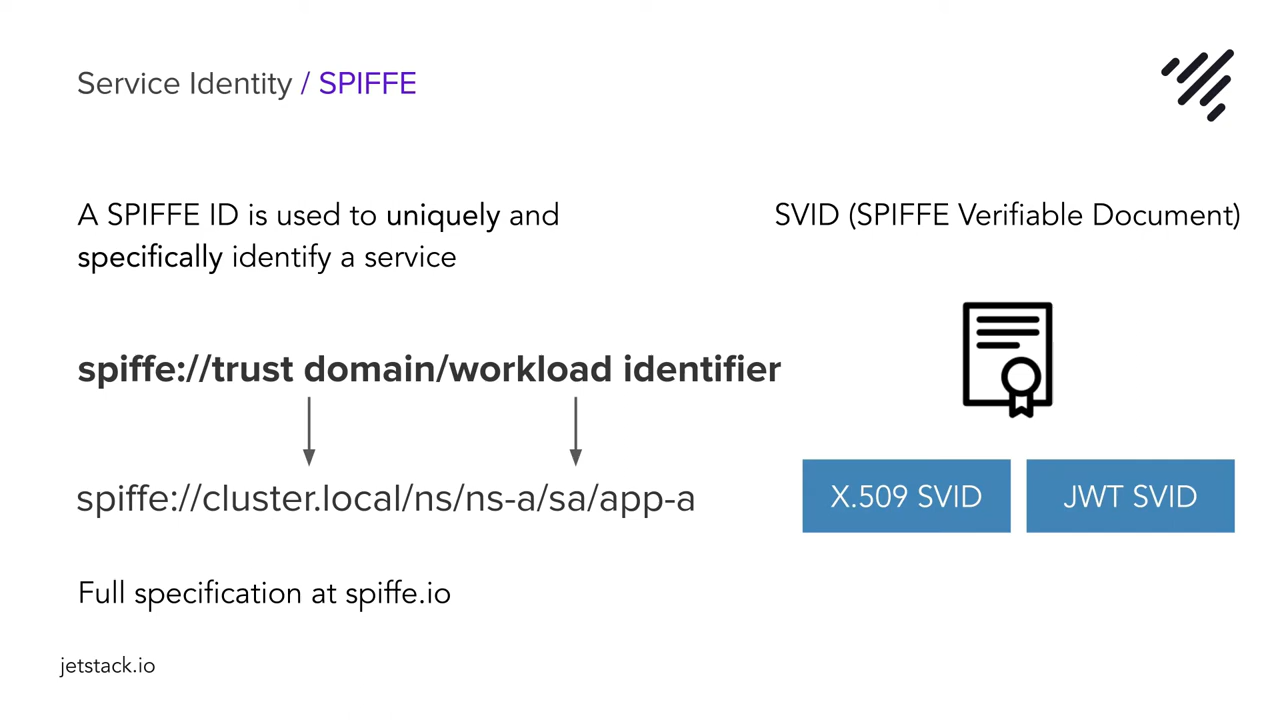 Service Identity / SPIFFE
A SPIFFE ID is used to uniquely and
specifically identify a service
spiffe://trust domain/workload identifier
spiffe://cluster.local/ns/ns-a/sa/app-a
Full specification at spiffe.io
SVID (SPIFFE Verifiable Document)
X.509 SVID
JWT SVID
jetstack.io